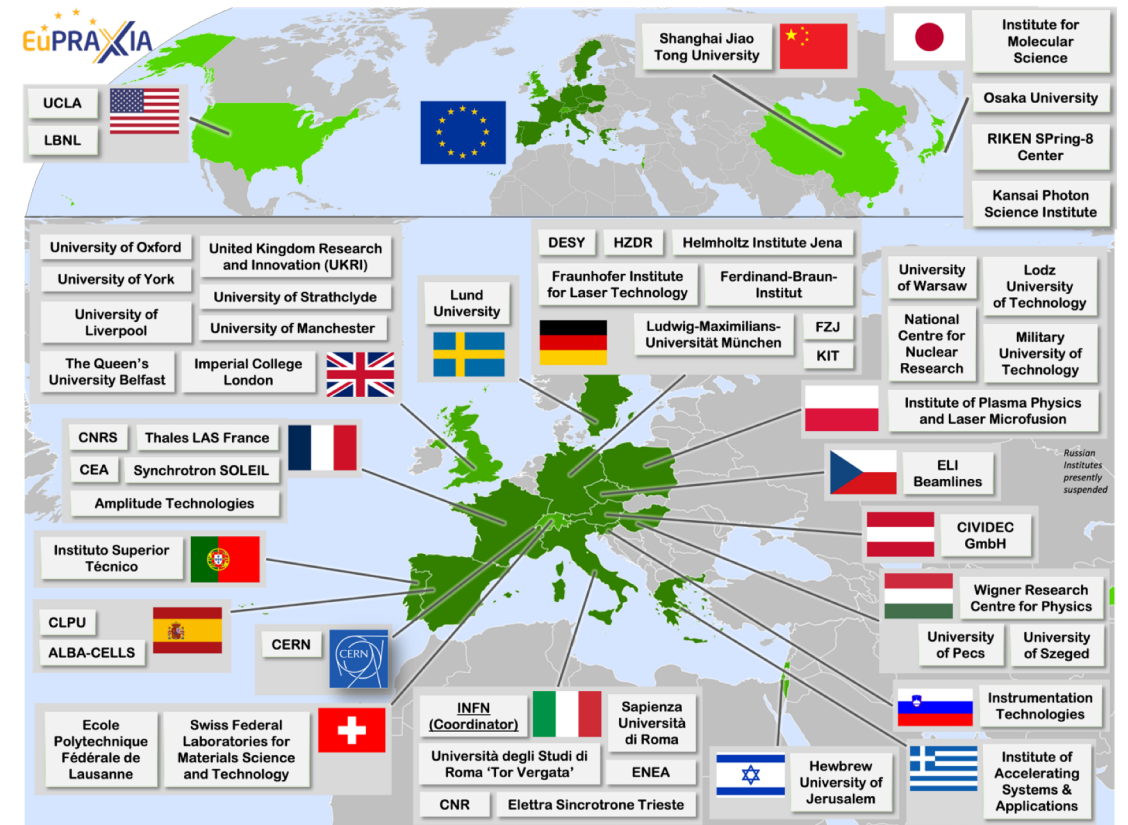 EuPRAXIA
UCLA
LBNL
Shanghai Jiao
Tong University
Institute for
Molecular
Science
Osaka University
RIKEN SPring-8
Center
Kansai Photon
Science Institute
University of Oxford
United Kingdom Research
and Innovation (UKRI)
University of York
University of Strathclyde
University of
Liverpool
University of Manchester
The Queen's
University Belfast
Imperial College
London
Lund
University
DESY
HZDR
Helmholtz Institute Jena
Fraunhofer Institute
for Laser Technology
Ferdinand-Braun-
Institut
Ludwig-Maximilians-
Universität München
FZJ
KIT
University
of Warsaw
Lodz
University
of Technology
National
Centre for
Nuclear
Research
Military
University of
Technology
Institute of Plasma Physics
and Laser Microfusion
CNRS
Thales LAS France
CEA
Synchrotron SOLEIL
Amplitude Technologies
ELI
Beamlines
Russian
Institutes
presently
suspended
CIVIDEC
GmbH
Instituto Superior
Técnico
Wigner Research
Centre for Physics
University
of Pecs
University
of Szeged
CLPU
ALBA-CELLS
CERN
CERN
Instrumentation
Technologies
Ecole
Polytechnique
Fédérale de
Lausanne
Swiss Federal
Laboratories for
Materials Science
and Technology
INFN
(Coordinator)
Sapienza
Università
di Roma
Università degli Studi di
Roma 'Tor Vergata'
ENEA
CNR
Elettra Sincrotrone Trieste
Hewbrew
University of
Jerusalem
Institute of
Accelerating
Systems &
Applications